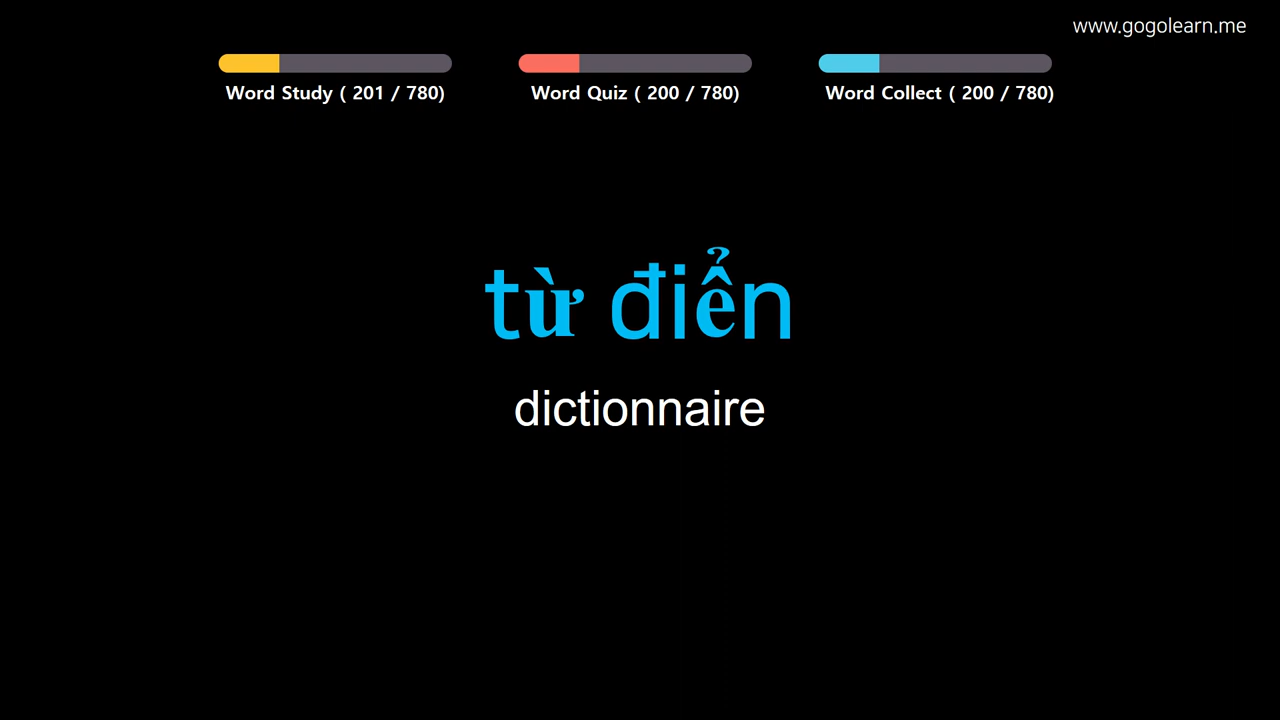 www.gogolearn.me
Word Study ( 201 / 780)
Word Quiz ( 200 / 780)
Word Collect ( 200 / 780)
từ điển
dictionnaire